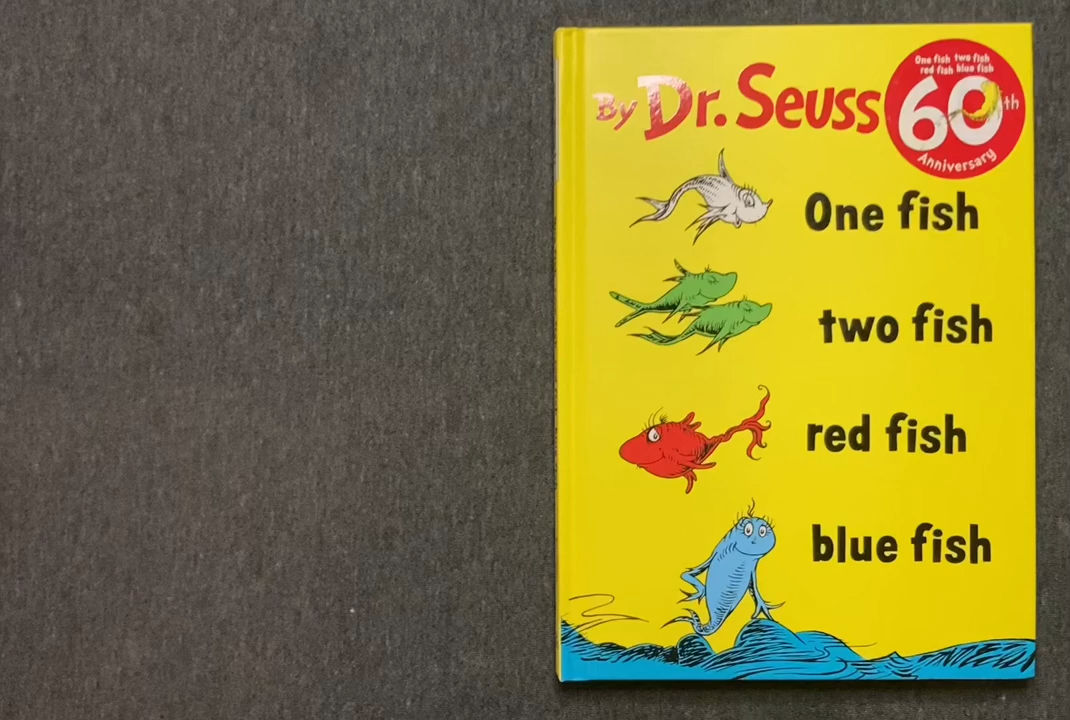 By Dr. Seuss
One fish two fish
red fish blue fish
60th
Anniversary
One fish
two fish
red fish
blue fish